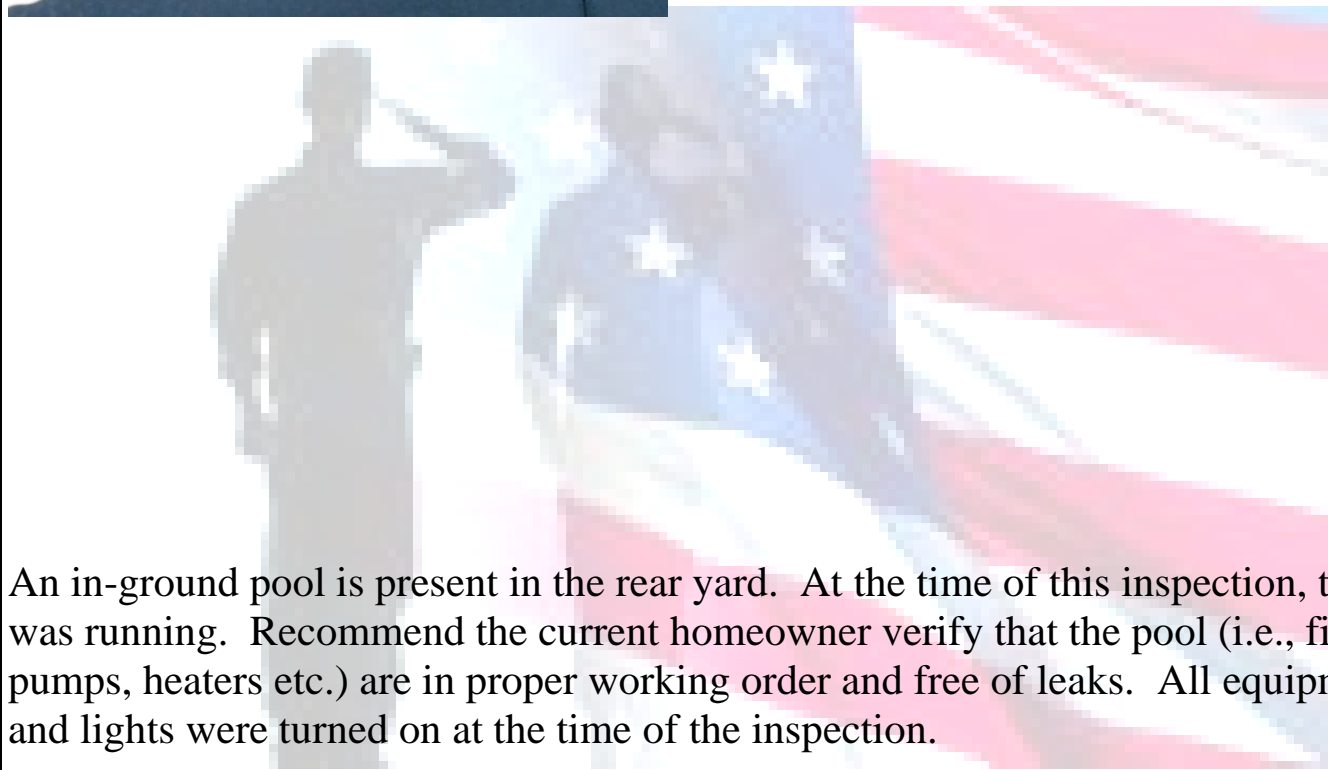 An in-ground pool is present in the rear yard.  At the time of this inspection,
was running.  Recommend the current homeowner verify that the pool (i.e.,
pumps, heaters etc.) are in proper working order and free of leaks.  All
and lights were turned on at the time of the inspection.